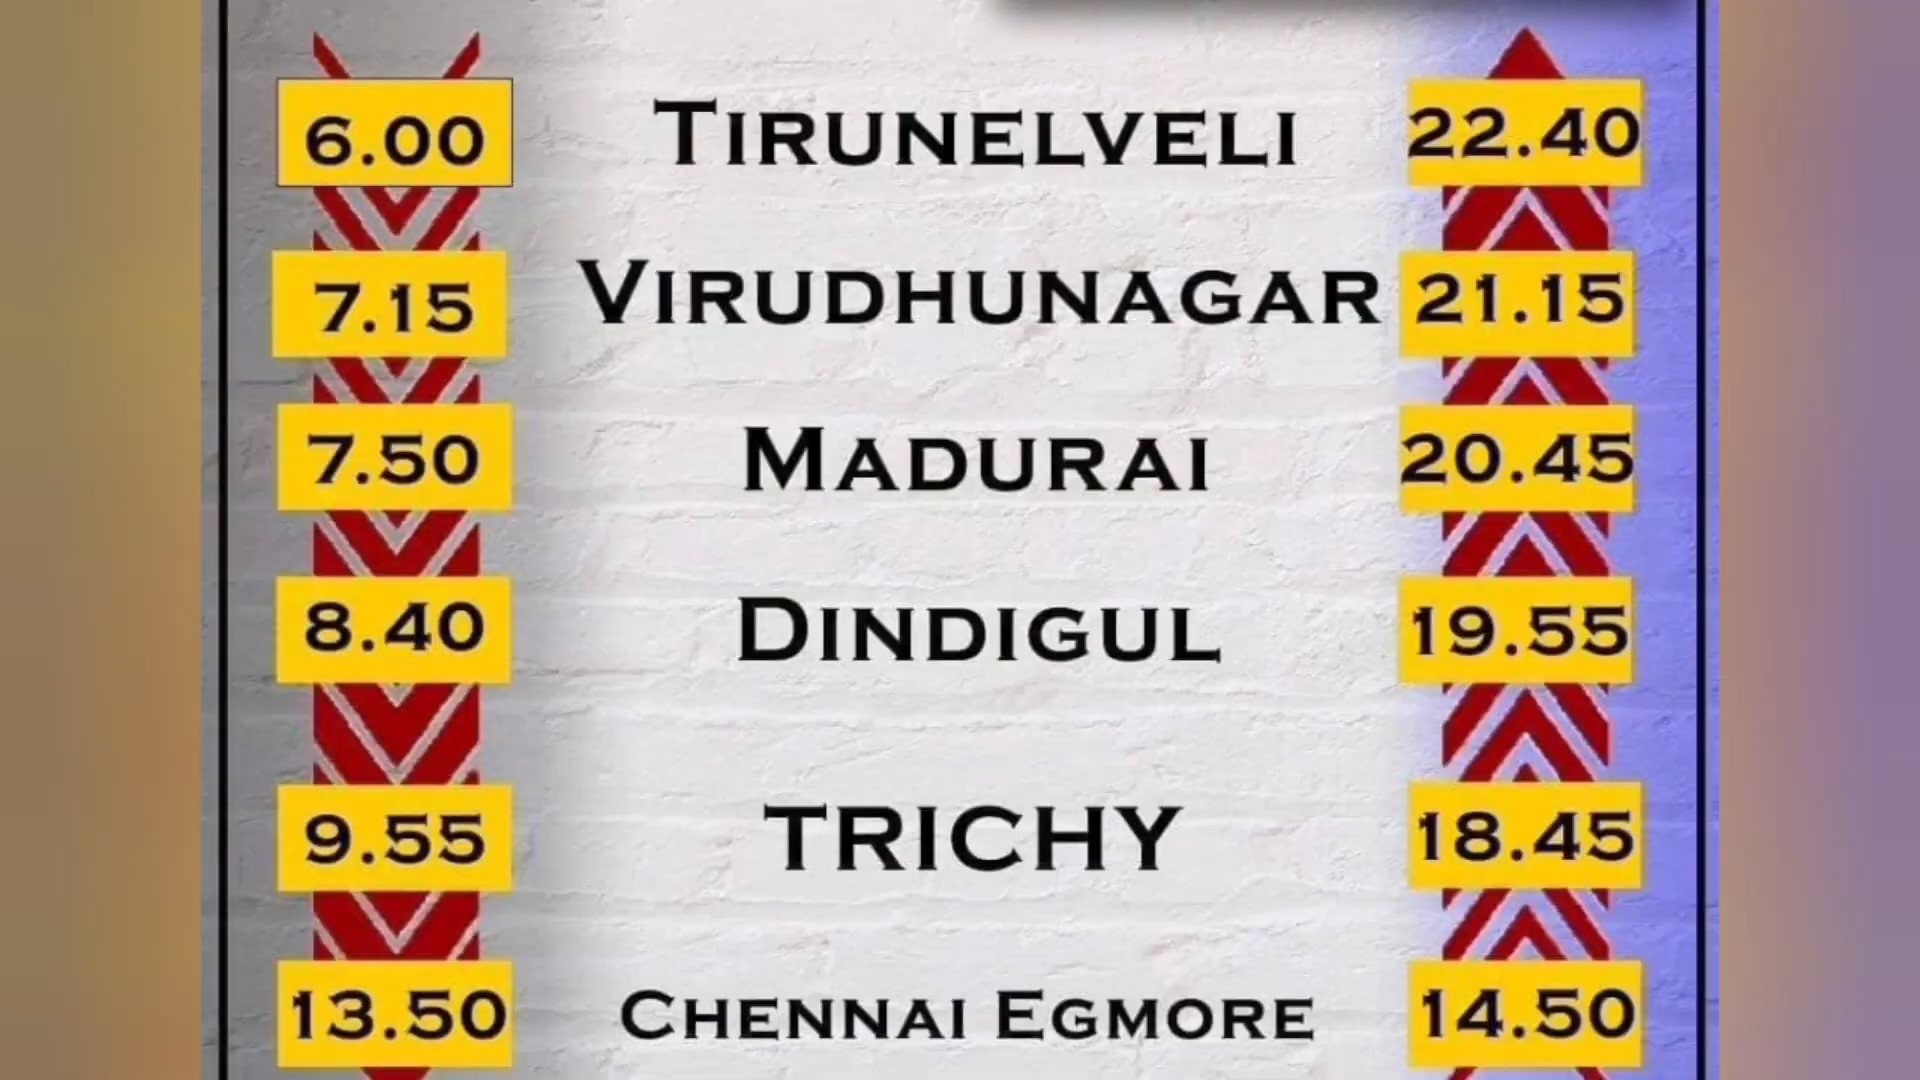 6.00 TIRUNELVELI 22.40
7.15 VIRUDHUNAGAR 21.15
7.50 MADURAI 20.45
8.40 DINDIGUL 19.55
9.55 TRICHY 18.45
13.50 CHENNAI EGMORE 14.50